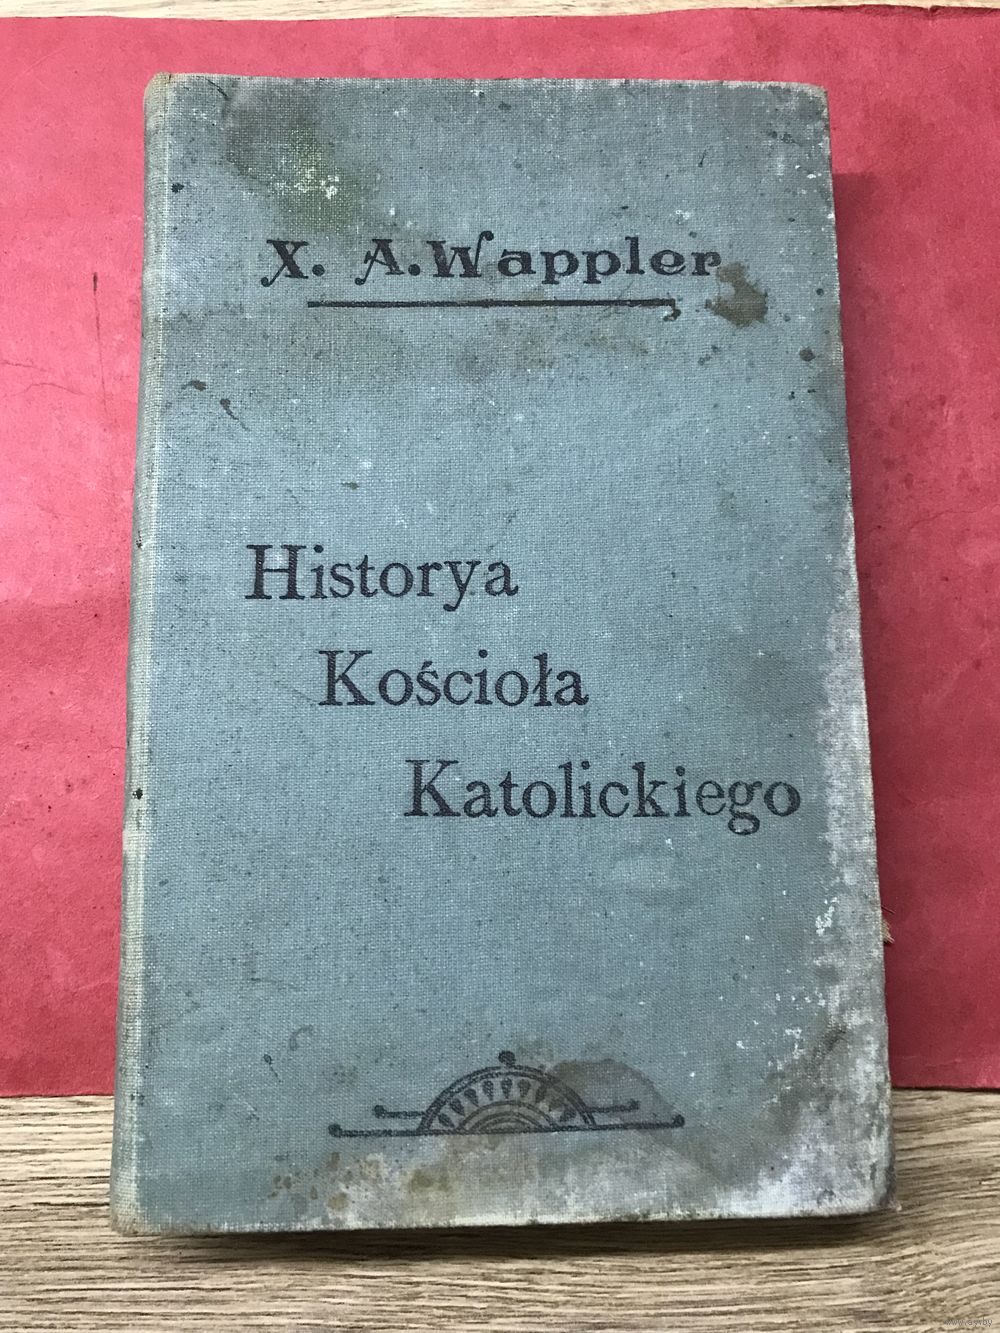 X. A. Wappler
Historya
Kościoła
Katolickiego